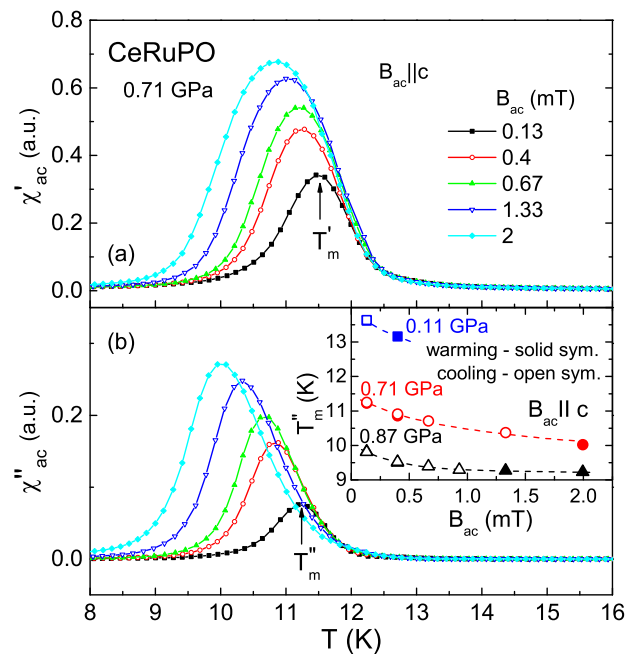 CeRuPO
0.71 GPa
B_ac||c
B_ac (mT)
0.13
0.4
0.67
1.33
2
T'_m
(a)
χ'_ac (a.u.)
0.8
0.6
0.4
0.2
0.0
(b)
χ''_ac (a.u.)
0.2
0.0
T''_m
0.11 GPa
warming - solid sym.
cooling - open sym.
0.71 GPa
B_ac|| c
0.87 GPa
T''_m (K)
13
12
11
10
9
0.0 0.5 1.0 1.5 2.0
B_ac (mT)
8 9 10 11 12 13 14 15 16
T (K)